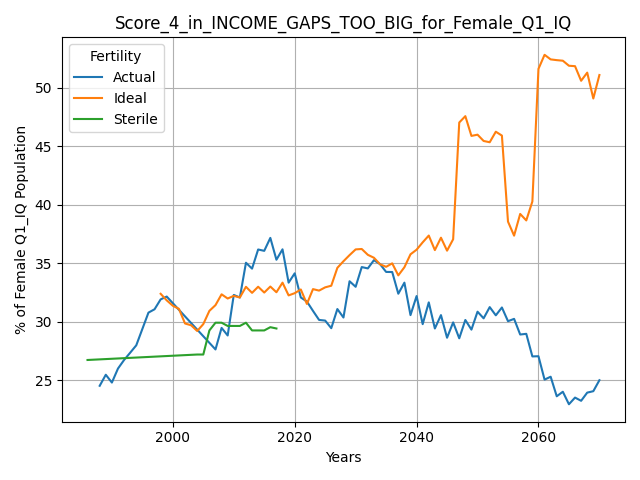 Score_4_in_INCOME_GAPS_TOO_BIG_for_Female_Q1_IQ
Fertility
Actual
Ideal
Sterile
% of Female Q1_IQ Population
50
45
40
35
30
25
2000
2020
2040
2060
Years